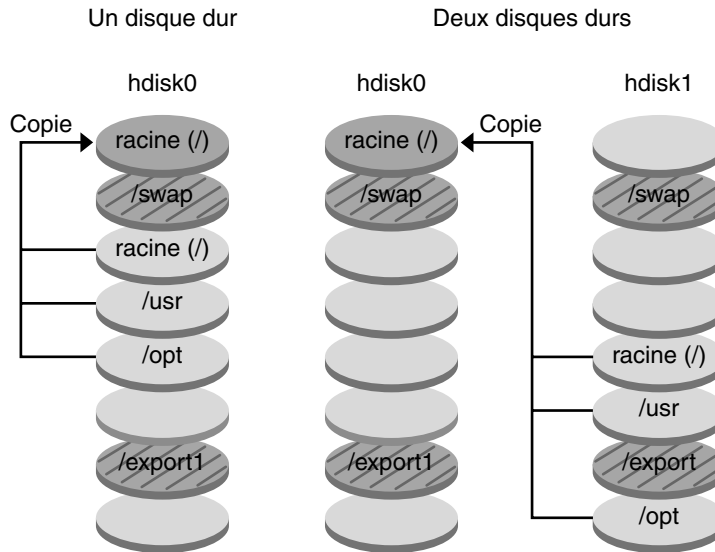 Un disque dur
Deux disques durs
hdisk0
hdisk0
hdisk1
Copie
racine (/)
/swap
racine (/)
/usr
/opt
/export1
racine (/)
Copie
/swap
/export1
/swap
racine (/)
/usr
/export
/opt